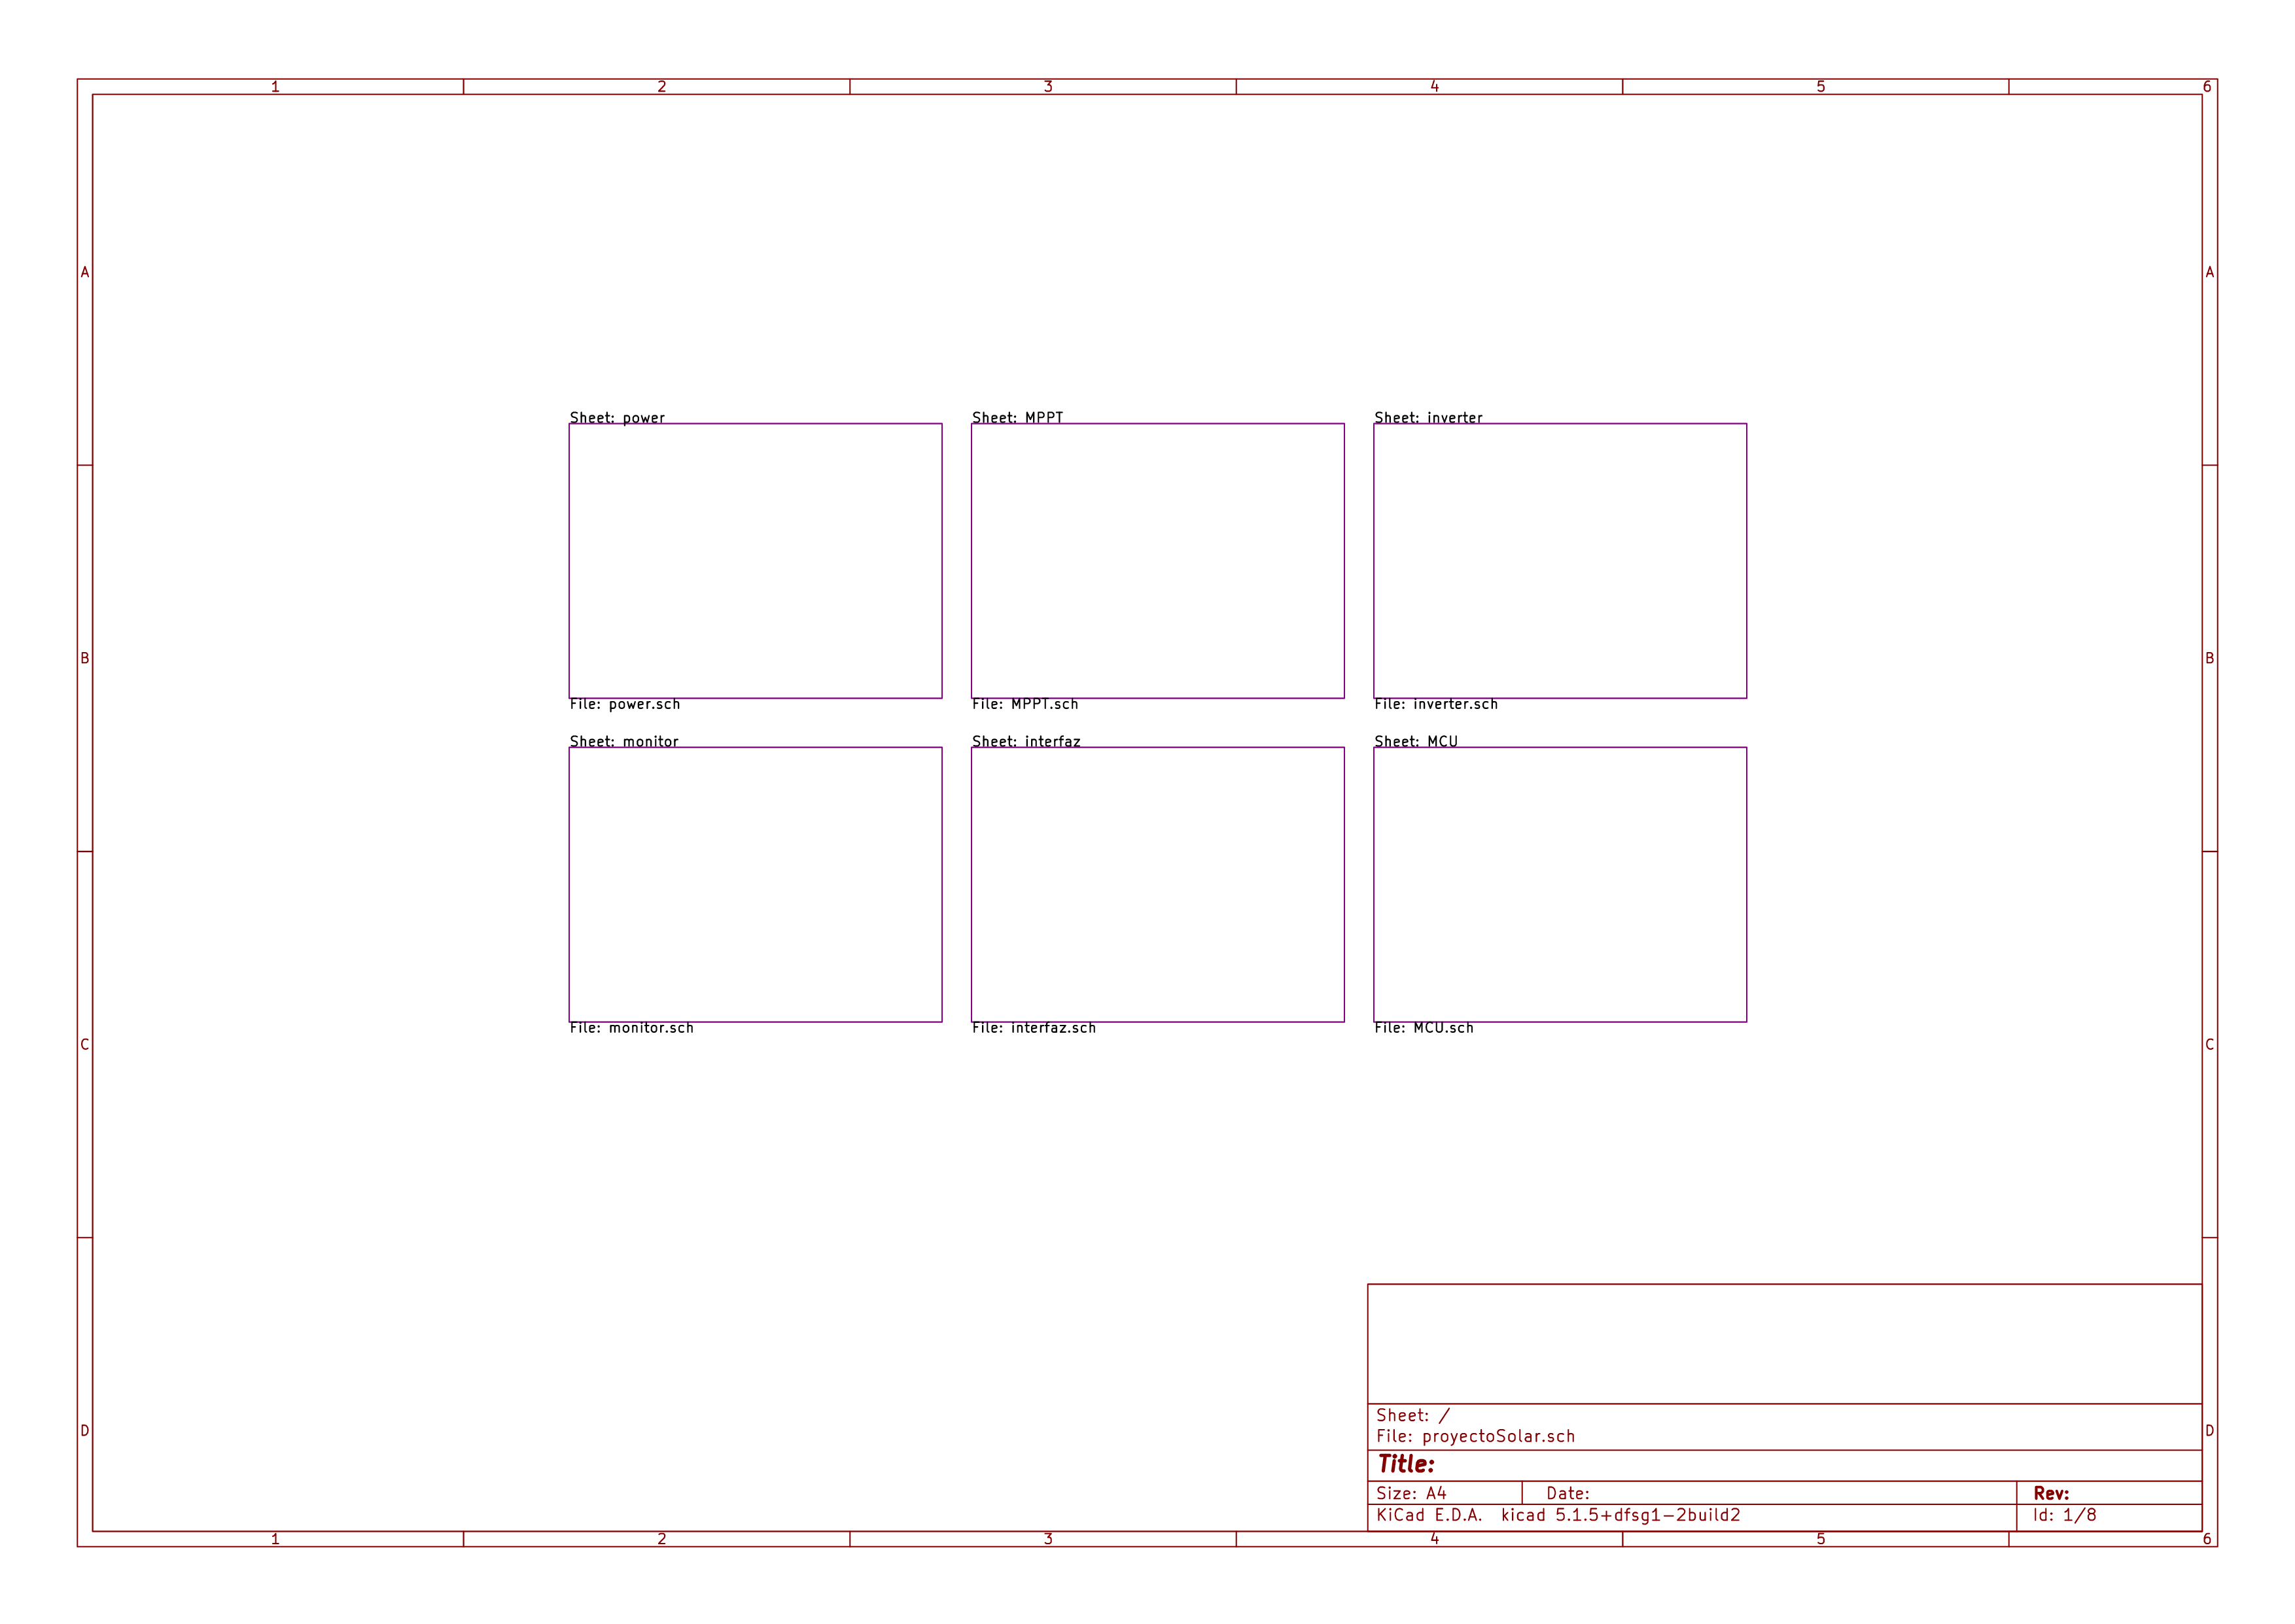 1 2 3 4 5 6
A A
Sheet: power Sheet: MPPT Sheet: inverter
B B
File: power.sch File: MPPT.sch File: inverter.sch
Sheet: monitor Sheet: interfaz Sheet: MCU
File: monitor.sch File: interfaz.sch File: MCU.sch
C C
Sheet: /
File: proyectoSolar.sch
D D
Title:
Size: A4 Date: Rev:
KiCad E.D.A. kicad 5.1.5+dfsg1-2build2 Id: 1/8
1 2 3 4 5 6